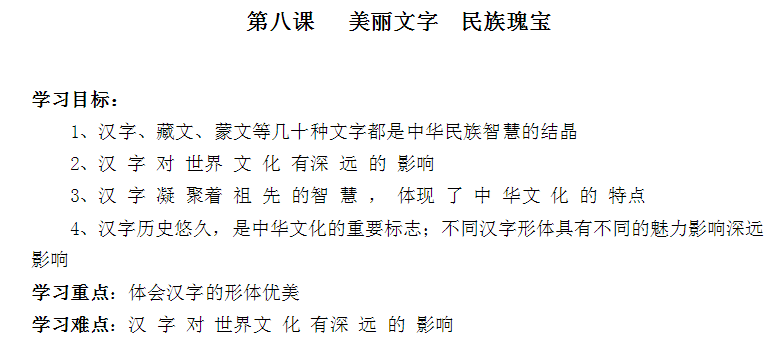 第八课 美丽文字 民族瑰宝
学习目标：
1、汉字、藏文、蒙文等几十种文字都是中华民族智慧的结晶
2、汉 字 对 世界 文 化 有深 远 的 影响
3、汉 字 凝 聚着 祖 先 的智 慧 ， 体现 了 中 华文 化 的 特点
4、汉字历史悠久，是中华文化的重要标志；不同汉字形体具有不同的魅力影响深远
影响
学习重点：体会汉字的形体优美
学习难点：汉 字 对 世界文 化 有深 远 的 影响